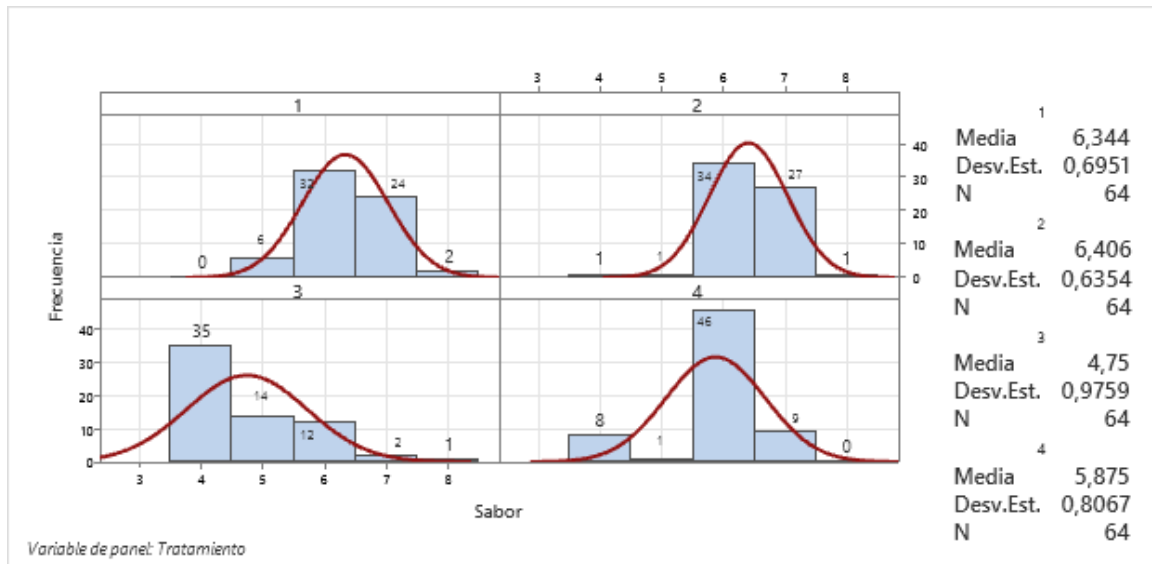 3 4 5 6 7 8
1 2
32 24 6 0 2
34 27 1 1 1
40
30
20
10
0
3 4
35 14 12 2 1
46 8 1 9 0
40
30
20
10
0
3 4 5 6 7 8
Frecuencia
Sabor
Variable de panel: Tratamiento
1
Media 6,344
Desv.Est. 0,6951
N 64
2
Media 6,406
Desv.Est. 0,6354
N 64
3
Media 4,75
Desv.Est. 0,9759
N 64
4
Media 5,875
Desv.Est. 0,8067
N 64